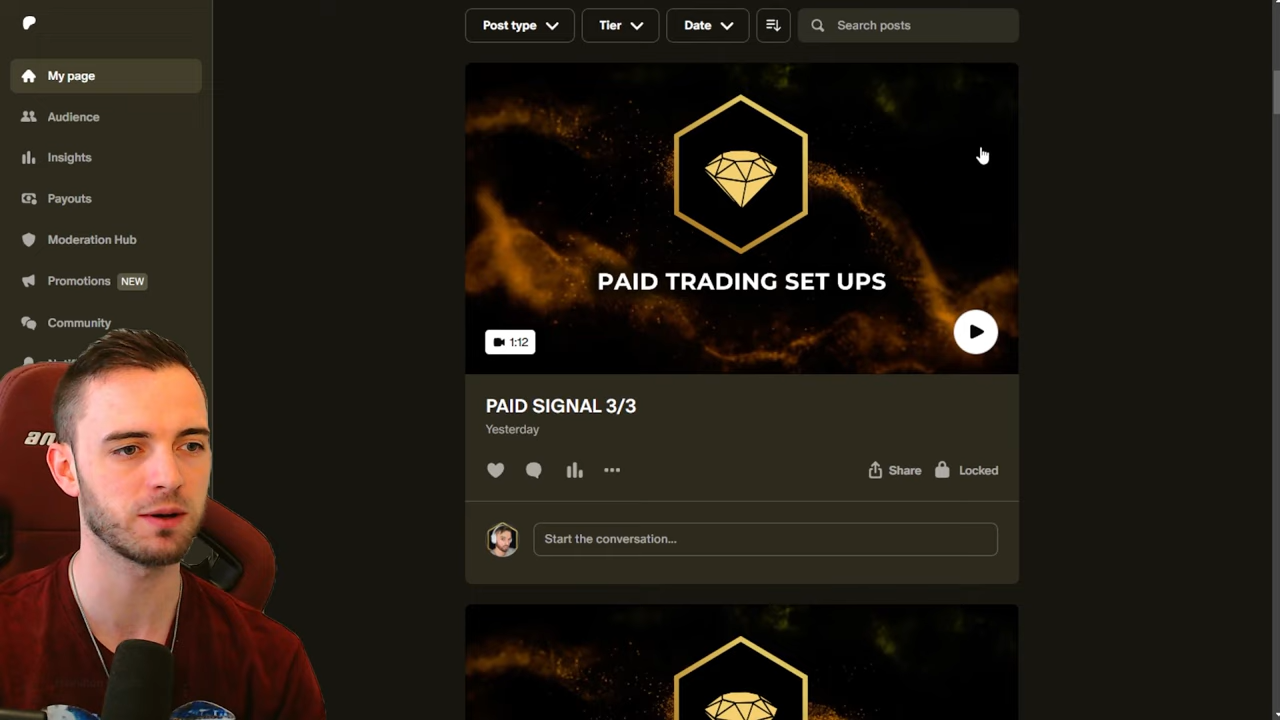 Post type
Tier
Date
Search posts
My page
Audience
Insights
Payouts
Moderation Hub
Promotions NEW
Community
PAID TRADING SET UPS
1:12
PAID SIGNAL 3/3
Yesterday
Share
Locked
Start the conversation...